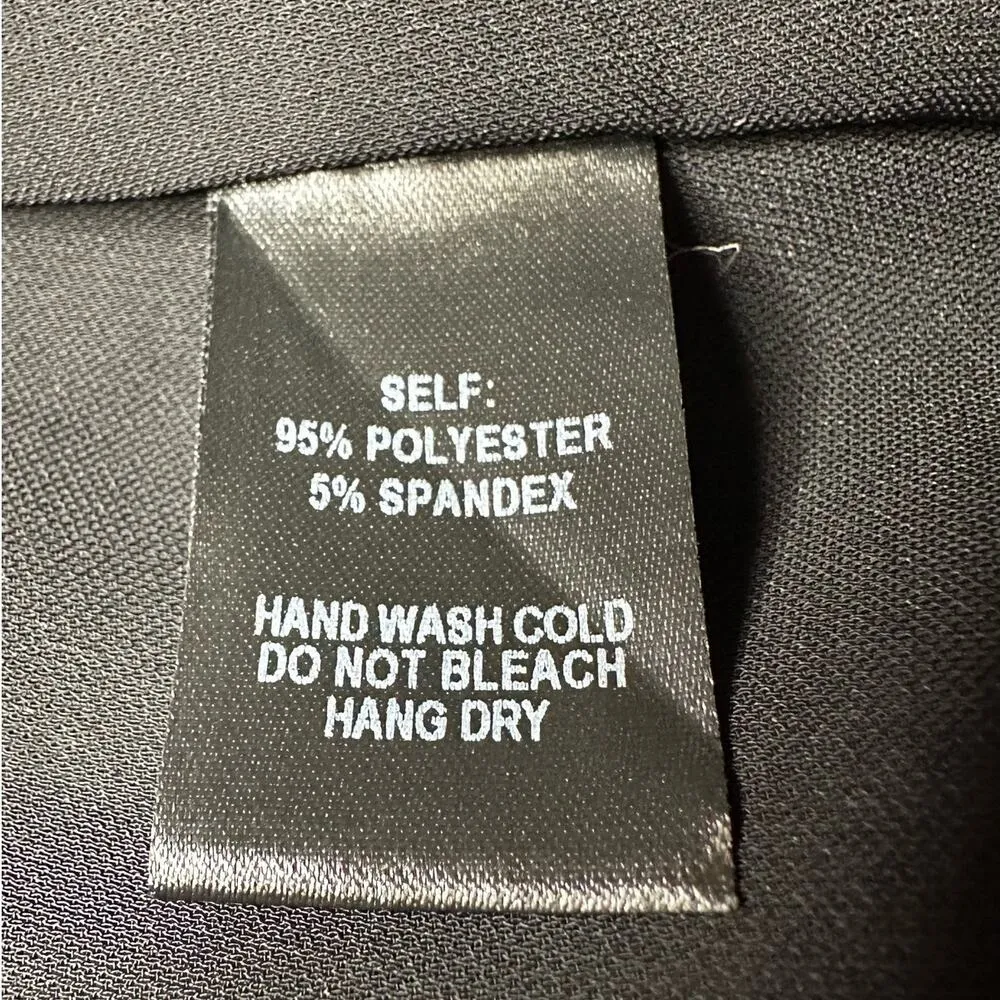 SELF:
95% POLYESTER
5% SPANDEX
HAND WASH COLD
DO NOT BLEACH
HANG DRY